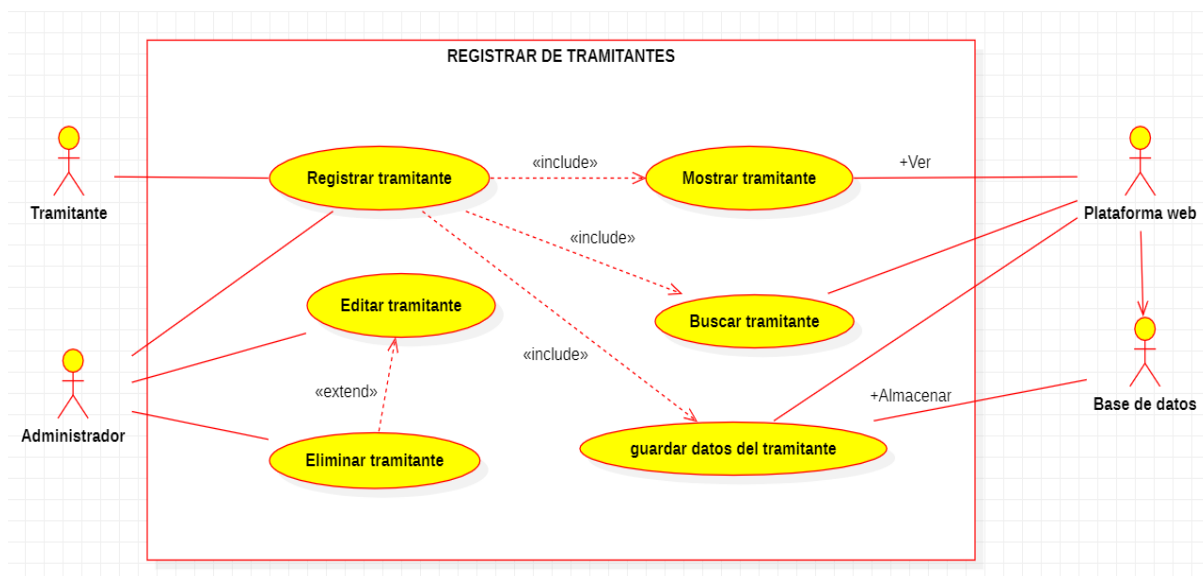 REGISTRAR DE TRAMITANTES
«include»
+Ver
Registrar tramitante
Mostrar tramitante
Tramitante
Plataforma web
«include»
Editar tramitante
Buscar tramitante
«include»
«extend»
+Almacenar
Base de datos
Administrador
Eliminar tramitante
guardar datos del tramitante